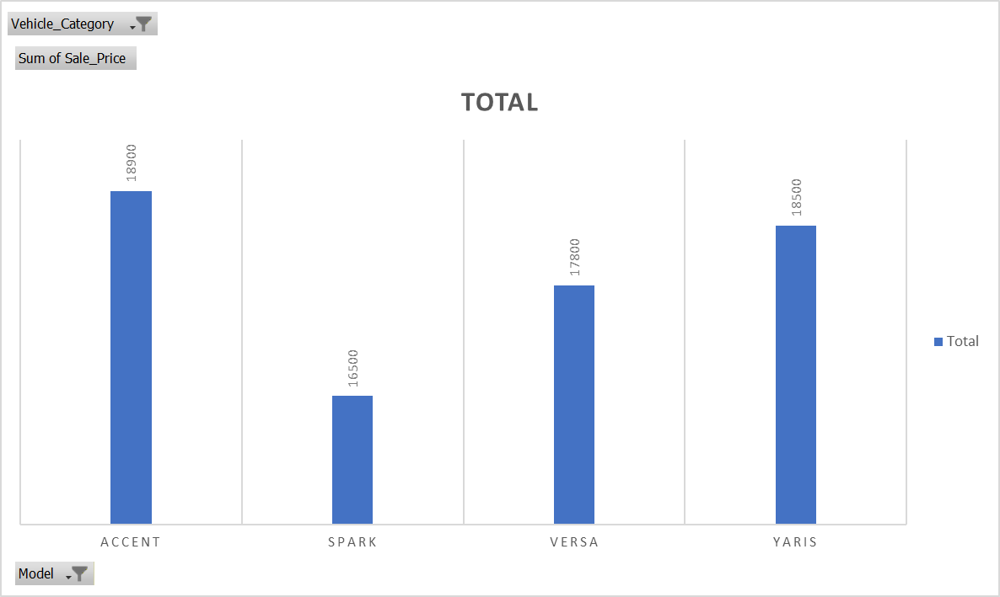 Vehicle_Category
Sum of Sale_Price
TOTAL
18900
16500
17800
18500
Total
ACCENT
SPARK
VERSA
YARIS
Model